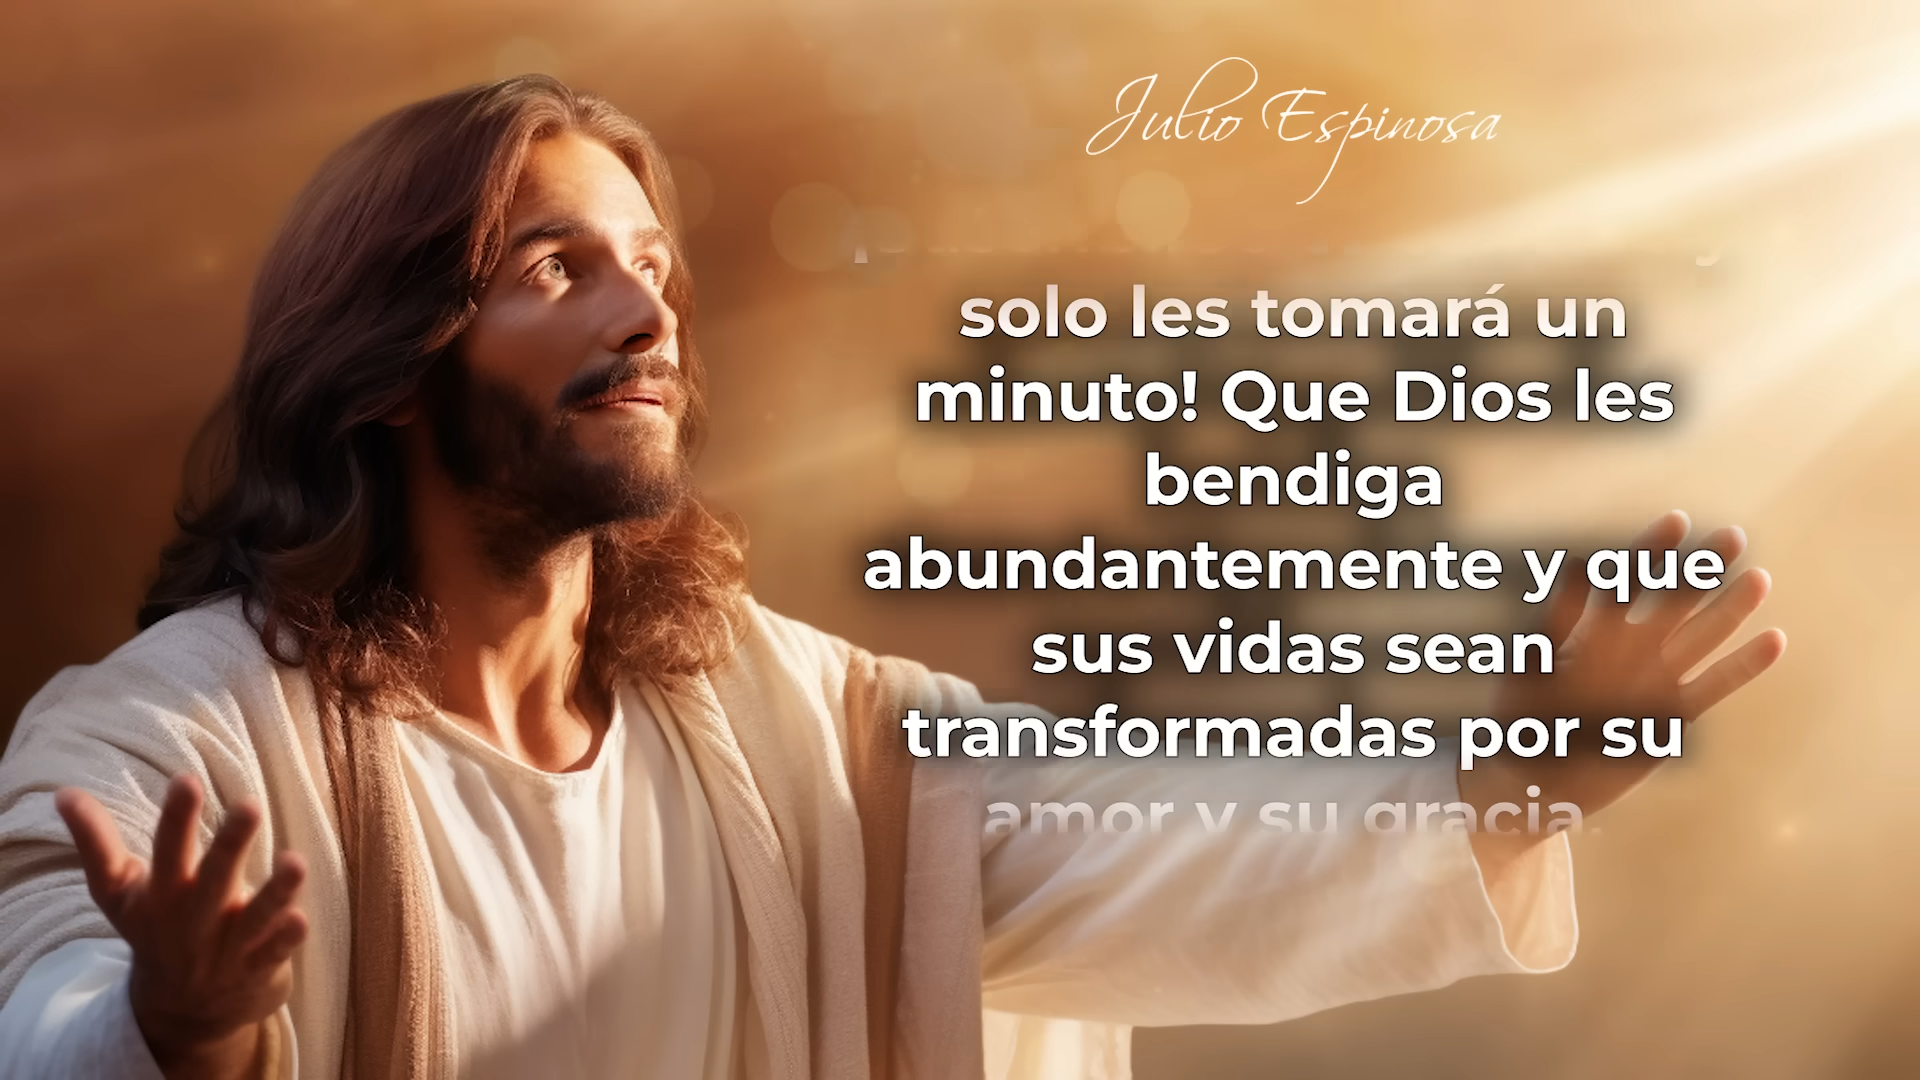 Julio Espinosa
solo les tomará un
minuto! Que Dios les
bendiga
abundantemente y que
sus vidas sean
transformadas por su
amor y su gracia.